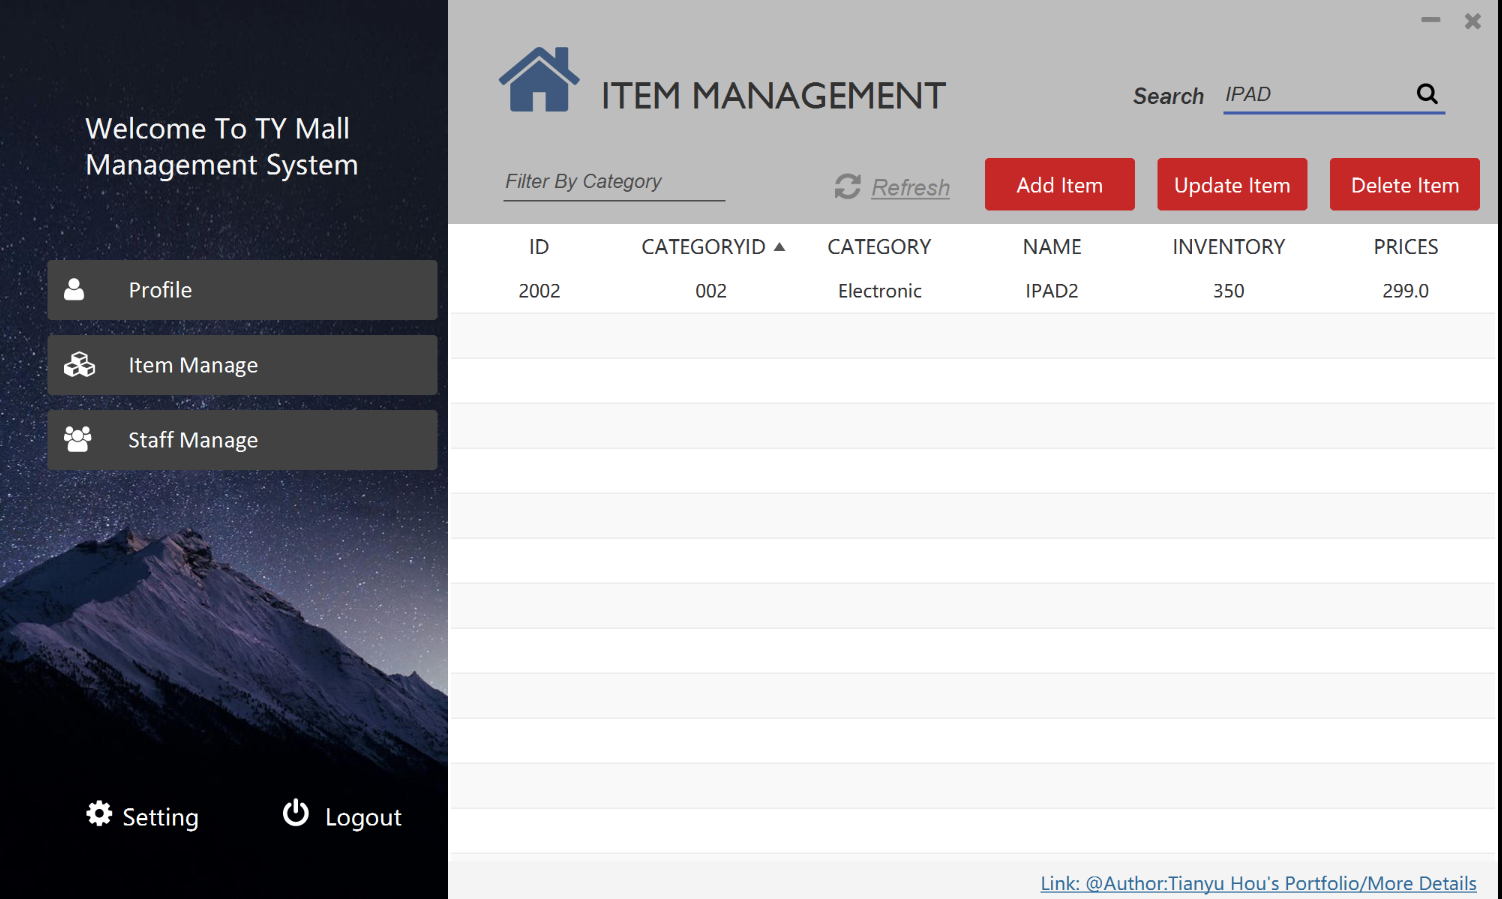 Welcome To TY Mall
Management System
Profile
Item Manage
Staff Manage
Setting
Logout
ITEM MANAGEMENT
Search
IPAD
Filter By Category
Refresh
Add Item
Update Item
Delete Item
ID CATEGORYID CATEGORY NAME INVENTORY PRICES
2002 002 Electronic IPAD2 350 299.0
Link: @Author:Tianyu Hou's Portfolio/More Details